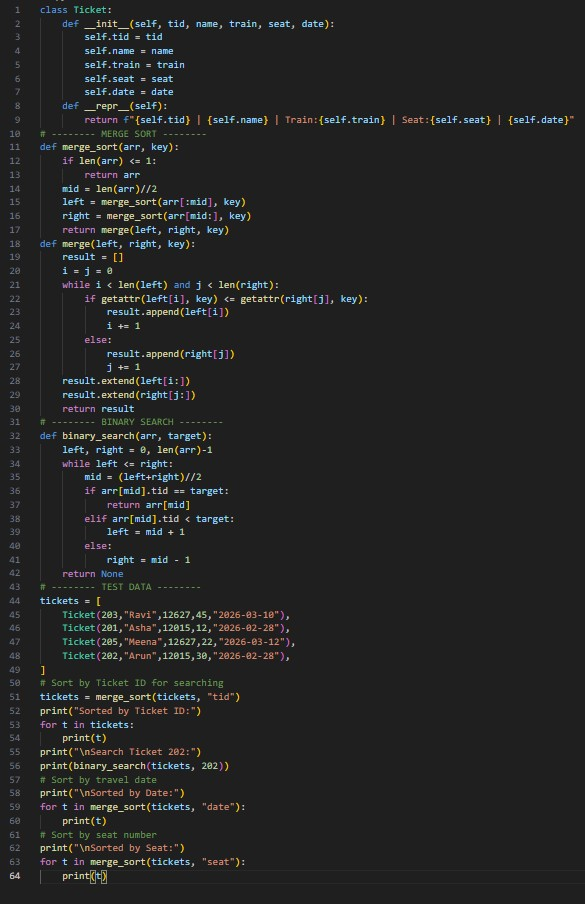 1 class Ticket:
2     def __init__(self, tid, name, train, seat, date):
3         self.tid = tid
4         self.name = name
5         self.train = train
6         self.seat = seat
7         self.date = date
8     def __repr__(self):
9         return f"{self.tid} | {self.name} | Train:{self.train} | Seat:{self.seat} | {self.date}"
10 # -------- MERGE SORT --------
11 def merge_sort(arr, key):
12     if len(arr) <= 1:
13         return arr
14     mid = len(arr)//2
15     left = merge_sort(arr[:mid], key)
16     right = merge_sort(arr[mid:], key)
17     return merge(left, right, key)
18 def merge(left, right, key):
19     result = []
20     i = j = 0
21     while i < len(left) and j < len(right):
22         if getattr(left[i], key) <= getattr(right[j], key):
23             result.append(left[i])
24             i += 1
25         else:
26             result.append(right[j])
27             j += 1
28     result.extend(left[i:])
29     result.extend(right[j:])
30     return result
31 # -------- BINARY SEARCH --------
32 def binary_search(arr, target):
33     left, right = 0, len(arr)-1
34     while left <= right:
35         mid = (left+right)//2
36         if arr[mid].tid == target:
37             return arr[mid]
38         elif arr[mid].tid < target:
39             left = mid + 1
40         else:
41             right = mid - 1
42     return None
43 # -------- TEST DATA --------
44 tickets = [
45     Ticket(203,"Ravi",12627,45,"2026-03-10"),
46     Ticket(201,"Asha",12015,12,"2026-02-28"),
47     Ticket(205,"Meena",12627,22,"2026-03-12"),
48     Ticket(202,"Arun",12015,30,"2026-02-28"),
49 ]
50 # Sort by Ticket ID for searching
51 tickets = merge_sort(tickets, "tid")
52 print("Sorted by Ticket ID:")
53 for t in tickets:
54     print(t)
55 print("\nSearch Ticket 202:")
56 print(binary_search(tickets, 202))
57 # Sort by travel date
58 print("\nSorted by Date:")
59 for t in merge_sort(tickets, "date"):
60     print(t)
61 # Sort by seat number
62 print("\nSorted by Seat:")
63 for t in merge_sort(tickets, "seat"):
64     print(t)